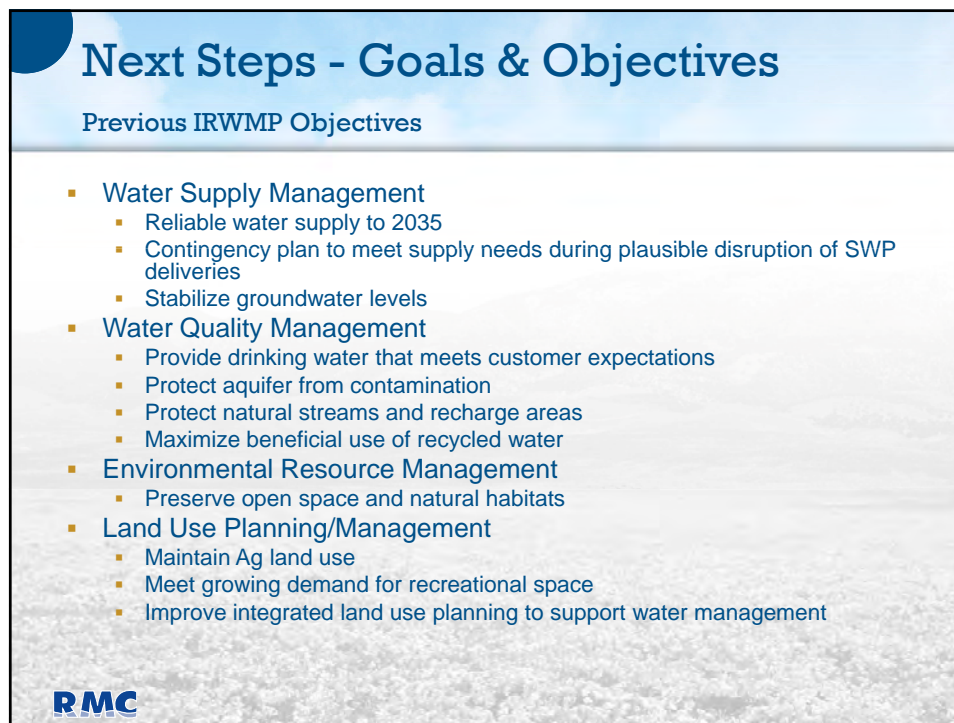 Next Steps - Goals & Objectives
Previous IRWMP Objectives
▪ Water Supply Management
▪ Reliable water supply to 2035
▪ Contingency plan to meet supply needs during plausible disruption of SWP
deliveries
▪ Stabilize groundwater levels
▪ Water Quality Management
▪ Provide drinking water that meets customer expectations
▪ Protect aquifer from contamination
▪ Protect natural streams and recharge areas
▪ Maximize beneficial use of recycled water
▪ Environmental Resource Management
▪ Preserve open space and natural habitats
▪ Land Use Planning/Management
▪ Maintain Ag land use
▪ Meet growing demand for recreational space
▪ Improve integrated land use planning to support water management
RMC